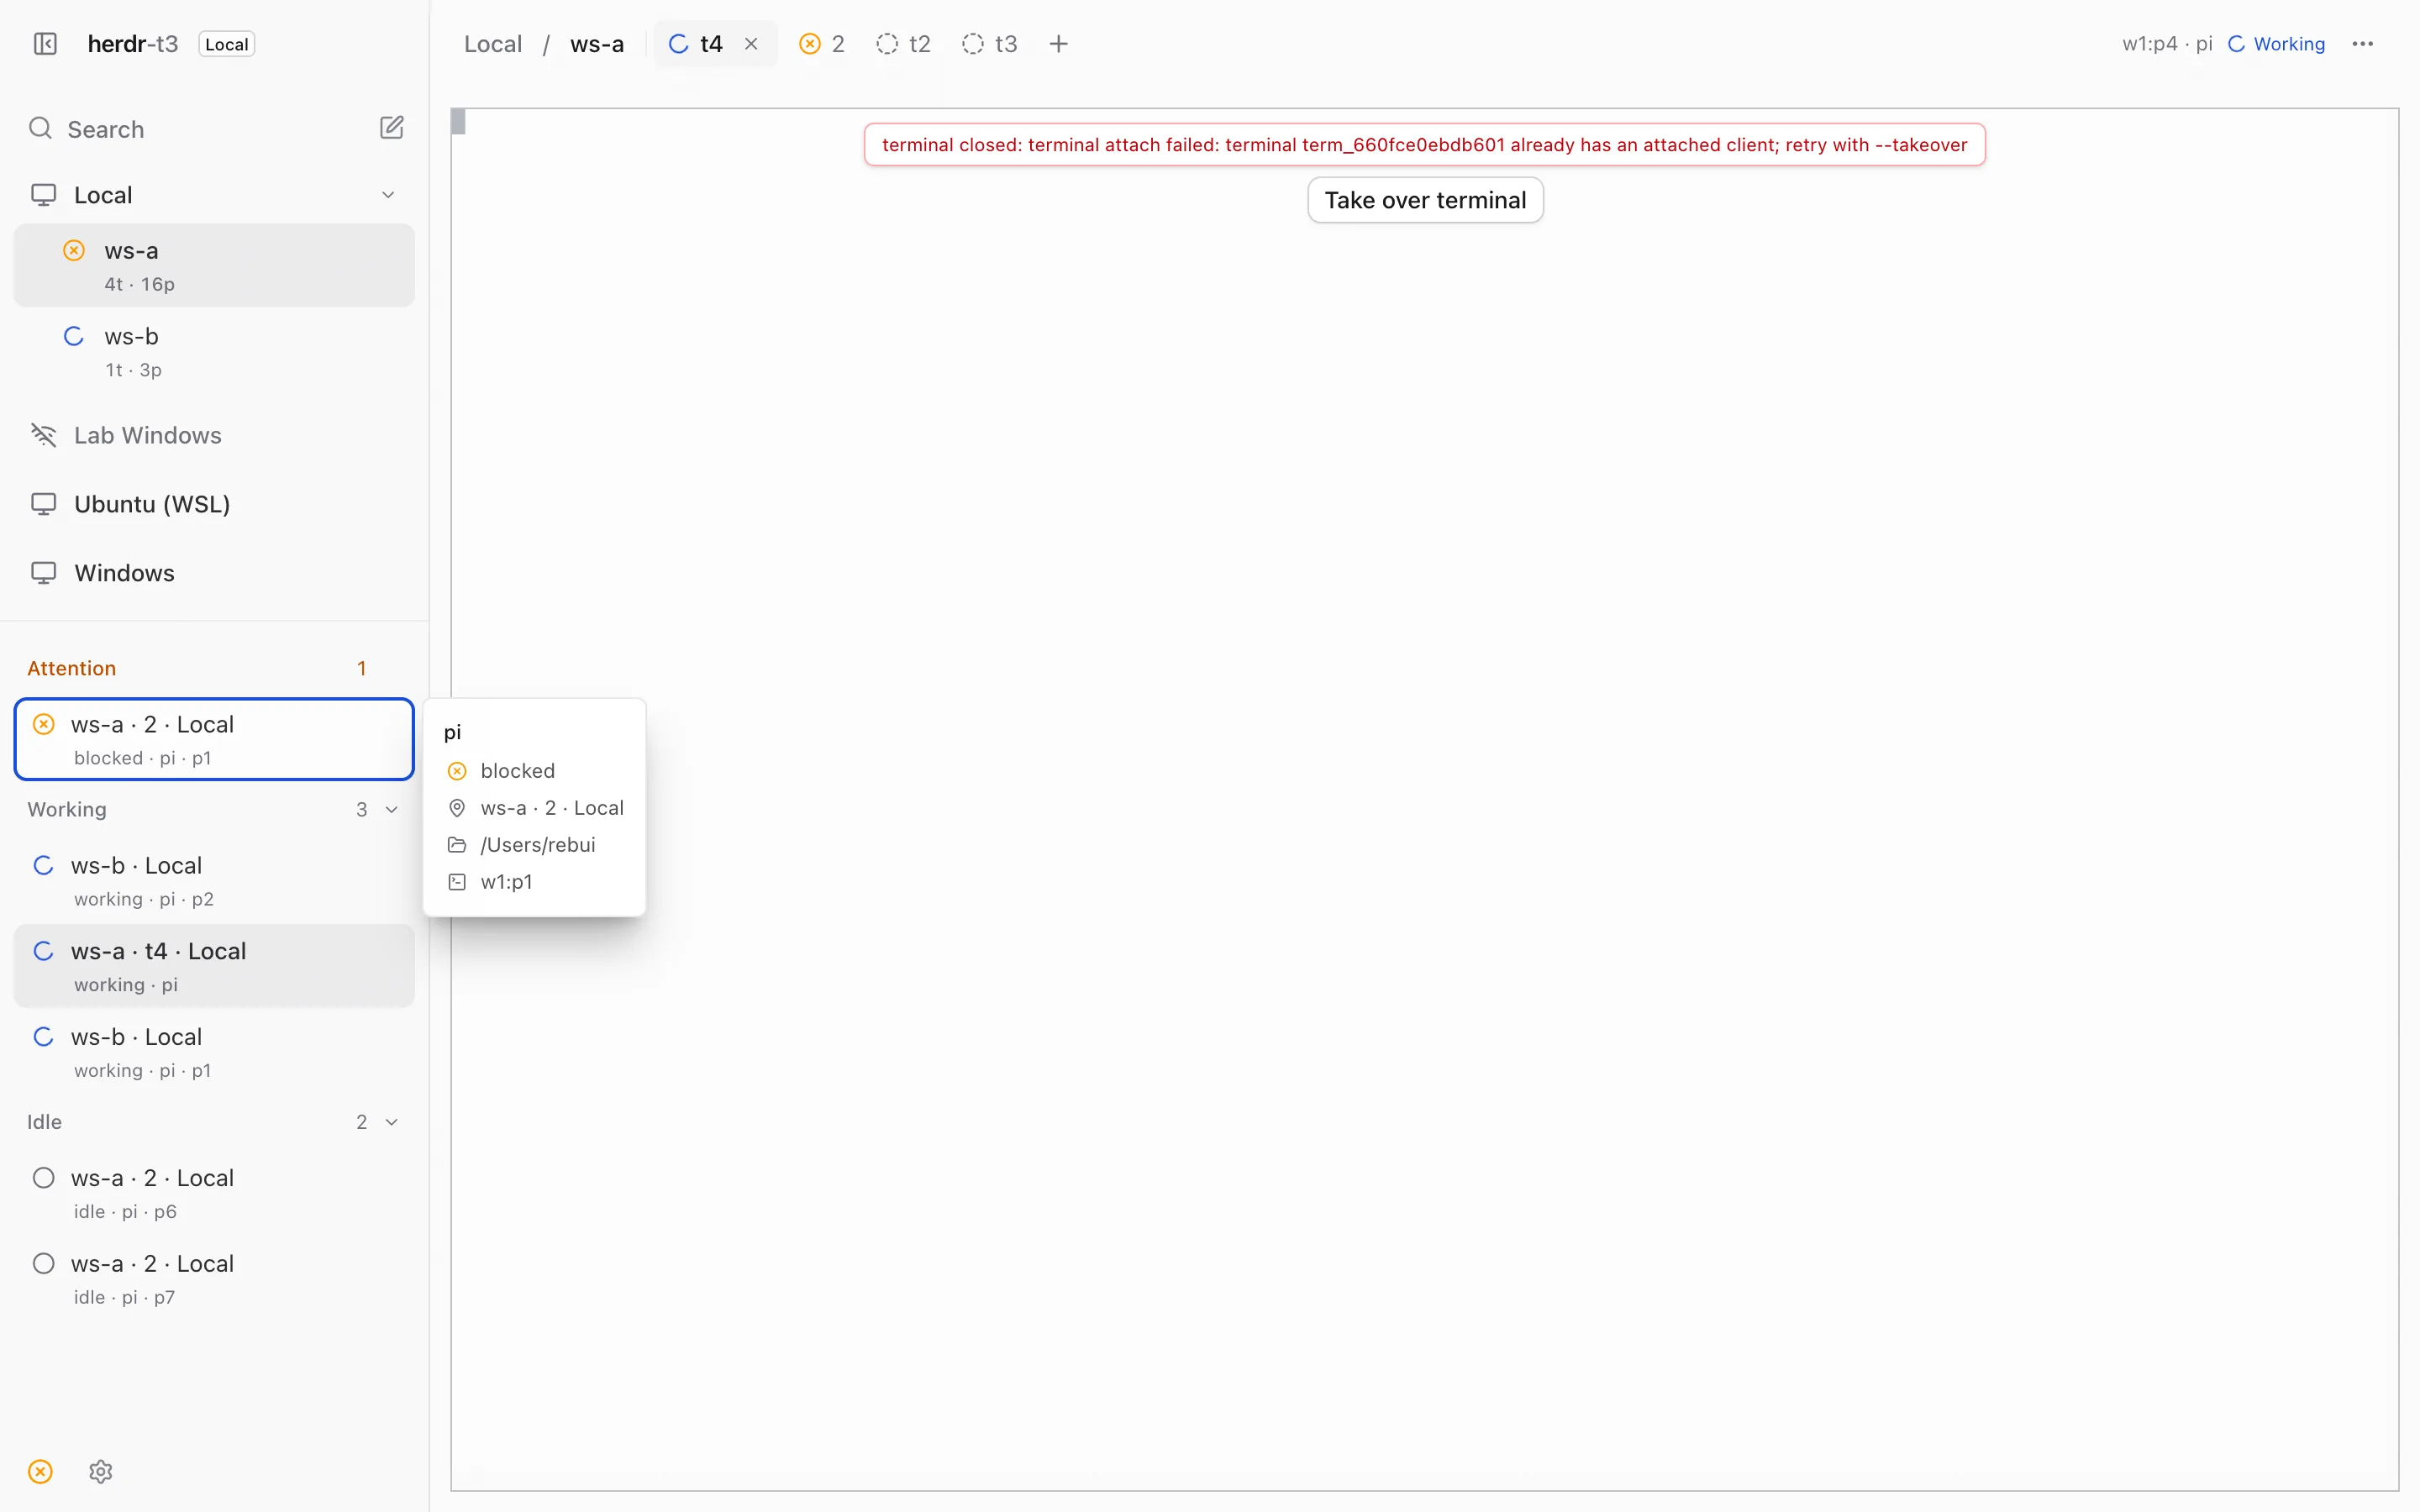 herdr-t3 Local
Search
Local
ws-a
4t · 16p
ws-b
1t · 3p
Lab Windows
Ubuntu (WSL)
Windows
Attention 1
ws-a · 2 · Local
blocked · pi · p1
Working 3
ws-b · Local
working · pi · p2
ws-a · t4 · Local
working · pi
ws-b · Local
working · pi · p1
Idle 2
ws-a · 2 · Local
idle · pi · p6
ws-a · 2 · Local
idle · pi · p7
Local / ws-a t4 2 t2 t3
w1:p4 · pi Working
terminal closed: terminal attach failed: terminal term_660fce0ebdb601 already has an attached client; retry with --takeover
Take over terminal
pi
blocked
ws-a · 2 · Local
/Users/rebui
w1:p1